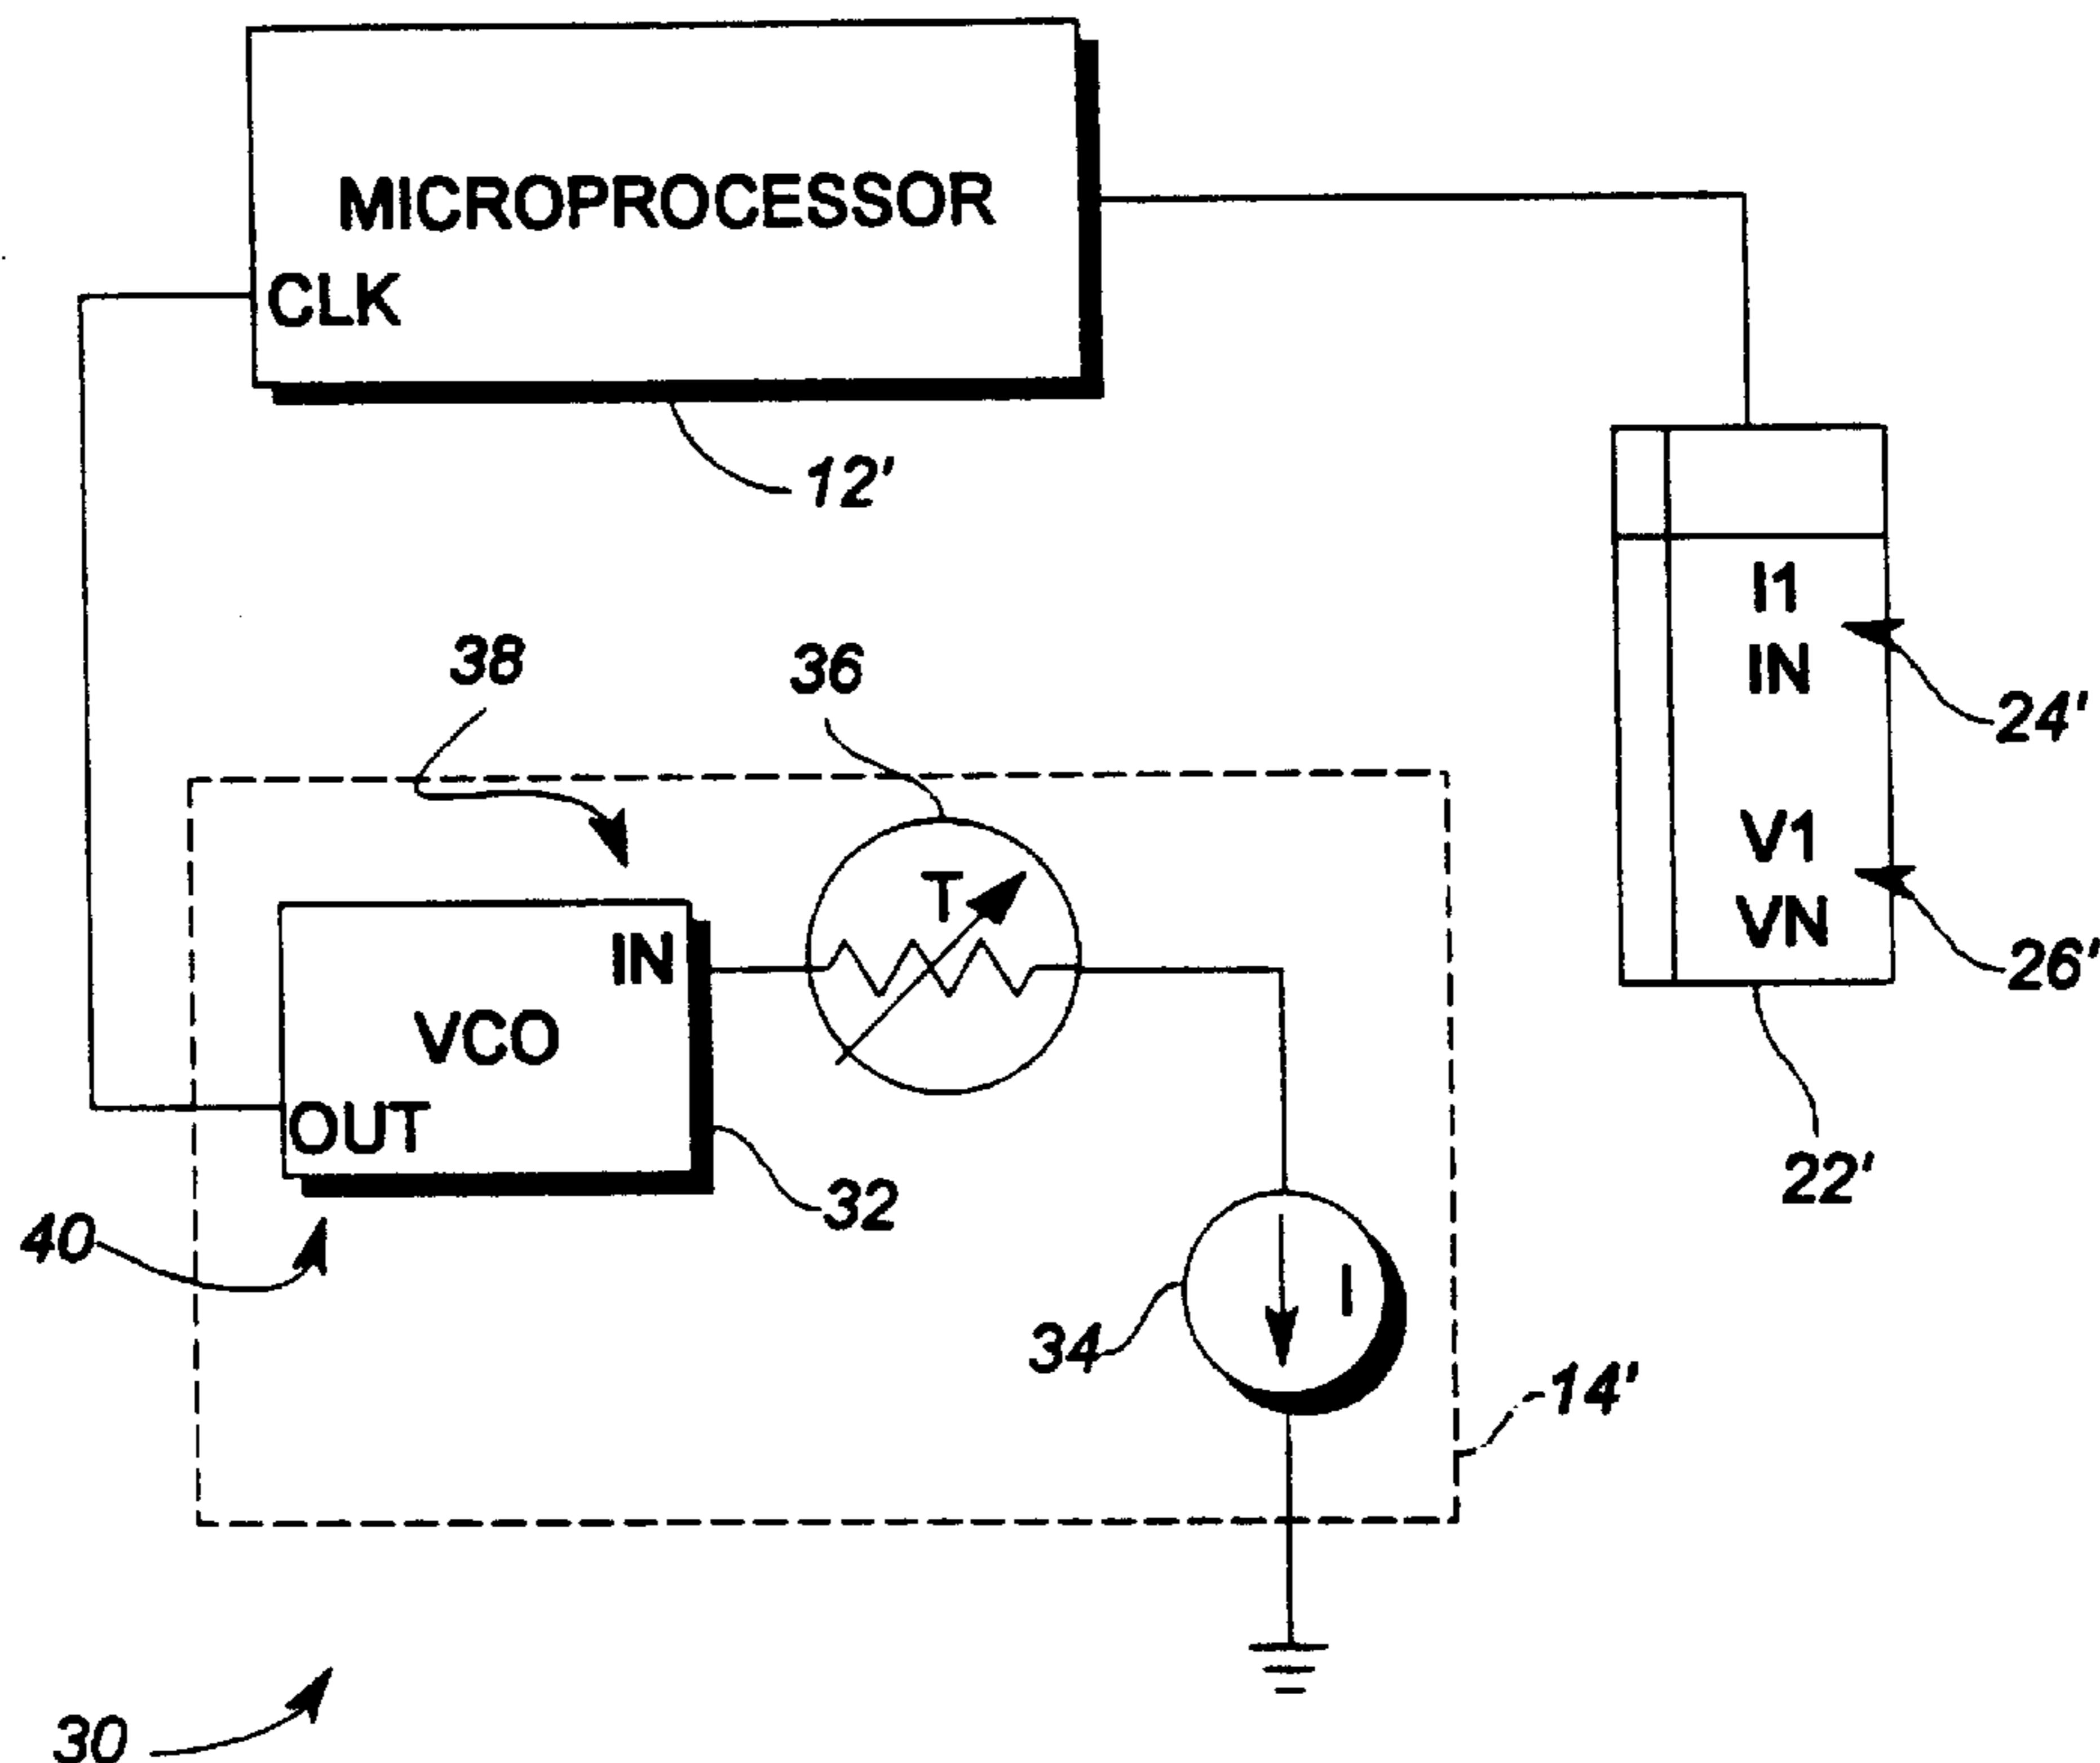 MICROPROCESSOR
CLK
12'
I1
IN
24'
V1
VN
26'
22'
38
36
T
IN
VCO
OUT
32
40
I
34
14'
30